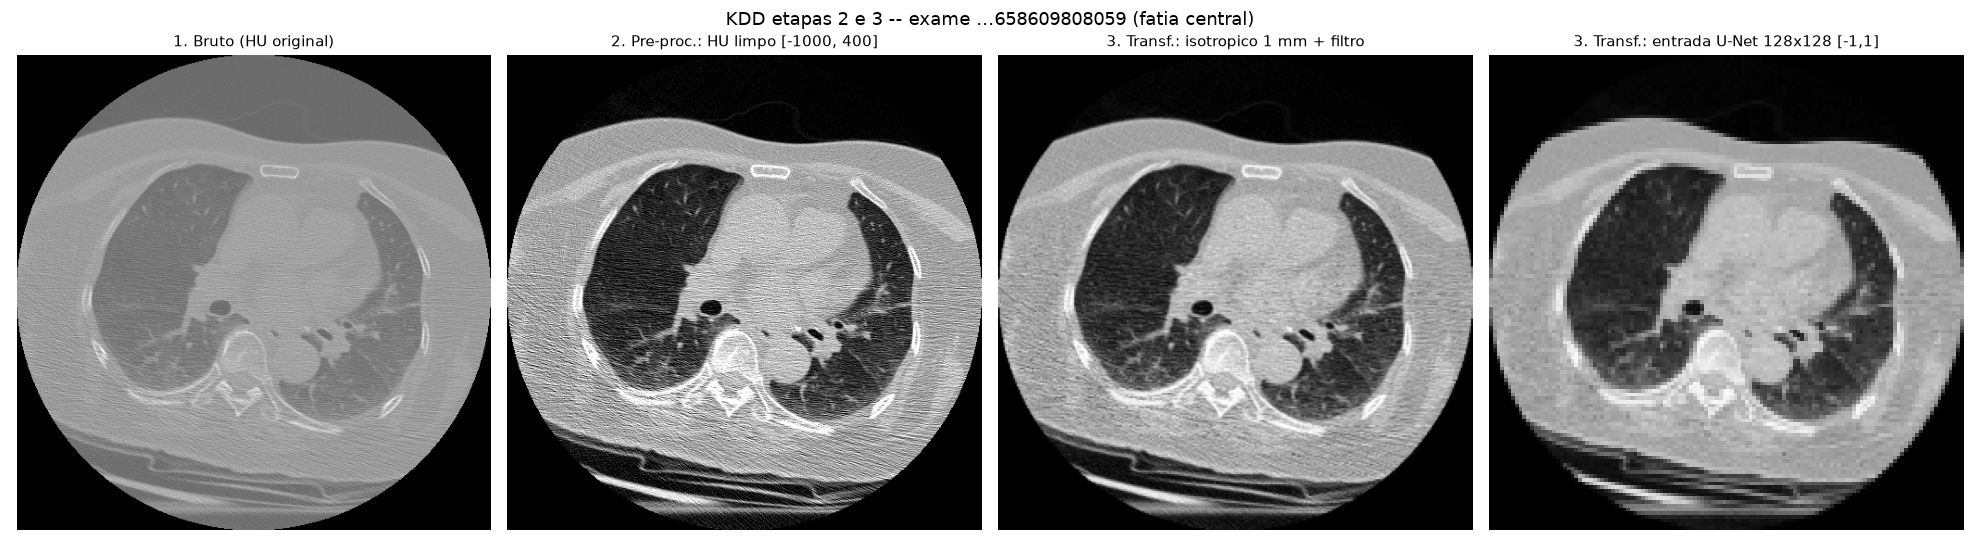 KDD etapas 2 e 3 -- exame ...658609808059 (fatia central)
1. Bruto (HU original)
2. Pre-proc.: HU limpo [-1000, 400]
3. Transf.: isotropico 1 mm + filtro
3. Transf.: entrada U-Net 128x128 [-1,1]